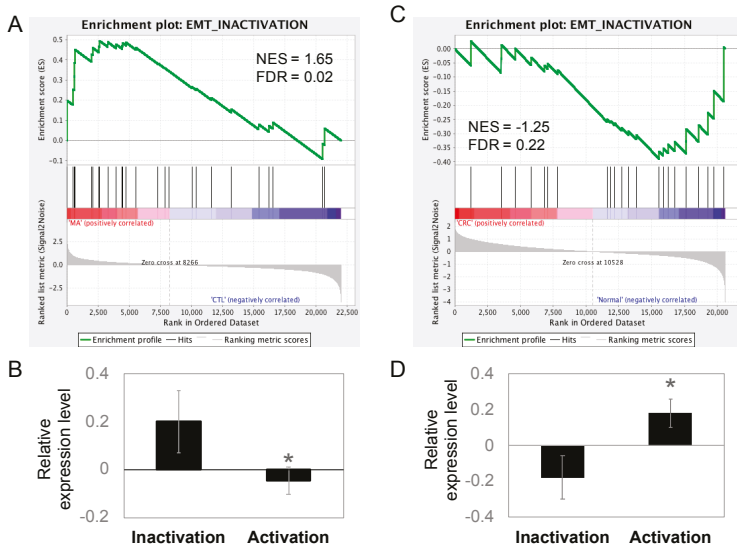 A
Enrichment plot: EMT_INACTIVATION
NES = 1.65
FDR = 0.02
Enrichment score (ES)
0.5
0.4
0.3
0.2
0.1
0.0
-0.1
'MA' (positively correlated)
Zero cross at 8266
'CTL' (negatively correlated)
Ranked list metric (Signal2Noise)
2.5
0.0
-2.5
0 2,500 5,000 7,500 10,000 12,500 15,000 17,500 20,000 22,500
Rank in Ordered Dataset
Enrichment profile Hits Ranking metric scores
C
Enrichment plot: EMT_INACTIVATION
NES = -1.25
FDR = 0.22
Enrichment score (ES)
0.00
-0.05
-0.10
-0.15
-0.20
-0.25
-0.30
-0.35
-0.40
'CRC' (positively correlated)
Zero cross at 10528
'Normal' (negatively correlated)
Ranked list metric (Signal2Noise)
2
1
0
-1
-2
-3
-4
0 2,500 5,000 7,500 10,000 12,500 15,000 17,500 20,000
Rank in Ordered Dataset
Enrichment profile Hits Ranking metric scores
B
Relative
expression level
0.4
0.2
0
-0.2
*
Inactivation Activation
D
Relative
expression level
0.4
0.2
0
-0.2
-0.4
*
Inactivation Activation